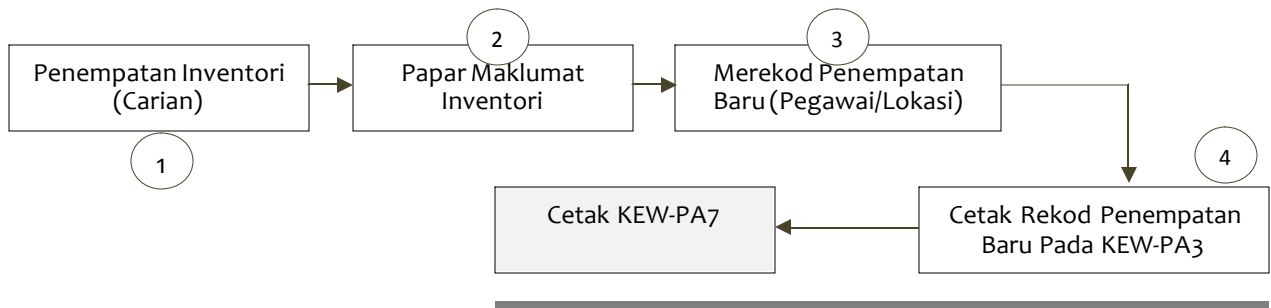 2
3
Penempatan Inventori
(Carian)
Papar Maklumat
Inventori
Merekod Penempatan
Baru (Pegawai/Lokasi)
1
4
Cetak KEW-PA7
Cetak Rekod Penempatan
Baru Pada KEW-PA3